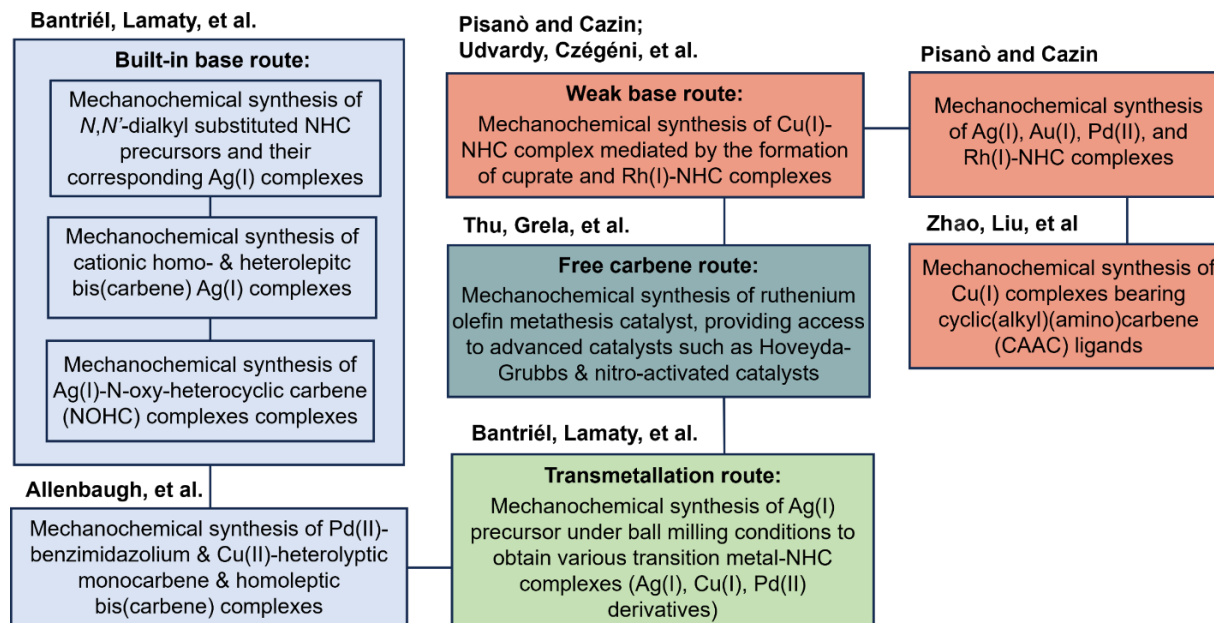 Bantriél, Lamaty, et al.
Built-in base route:
Mechanochemical synthesis of
N,N'-dialkyl substituted NHC
precursors and their
corresponding Ag(I) complexes
Mechanochemical synthesis of
cationic homo- & heterolepitc
bis(carbene) Ag(I) complexes
Mechanochemical synthesis of
Ag(I)-N-oxy-heterocyclic carbene
(NOHC) complexes complexes
Allenbaugh, et al.
Mechanochemical synthesis of Pd(II)-
benzimidazolium & Cu(II)-heterolyptic
monocarbene & homoleptic
bis(carbene) complexes
Pisanò and Cazin;
Udvardy, Czégéni, et al.
Weak base route:
Mechanochemical synthesis of Cu(I)-
NHC complex mediated by the formation
of cuprate and Rh(I)-NHC complexes
Thu, Grela, et al.
Free carbene route:
Mechanochemical synthesis of ruthenium
olefin metathesis catalyst, providing access
to advanced catalysts such as Hoveyda-
Grubbs & nitro-activated catalysts
Bantriél, Lamaty, et al.
Transmetallation route:
Mechanochemical synthesis of Ag(I)
precursor under ball milling conditions to
obtain various transition metal-NHC
complexes (Ag(I), Cu(I), Pd(II)
derivatives)
Pisanò and Cazin
Mechanochemical synthesis
of Ag(I), Au(I), Pd(II), and
Rh(I)-NHC complexes
Zhao, Liu, et al
Mechanochemical synthesis of
Cu(I) complexes bearing
cyclic(alkyl)(amino)carbene
(CAAC) ligands